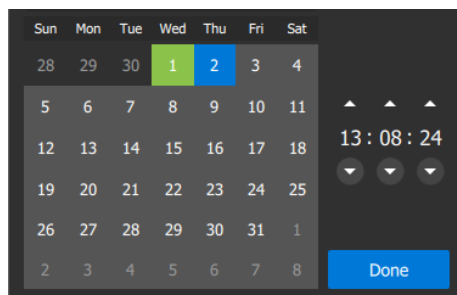 Sun Mon Tue Wed Thu Fri Sat
28 29 30 1 2 3 4
5 6 7 8 9 10 11
12 13 14 15 16 17 18
19 20 21 22 23 24 25
26 27 28 29 30 31 1
2 3 4 5 6 7 8
13 : 08 : 24
Done